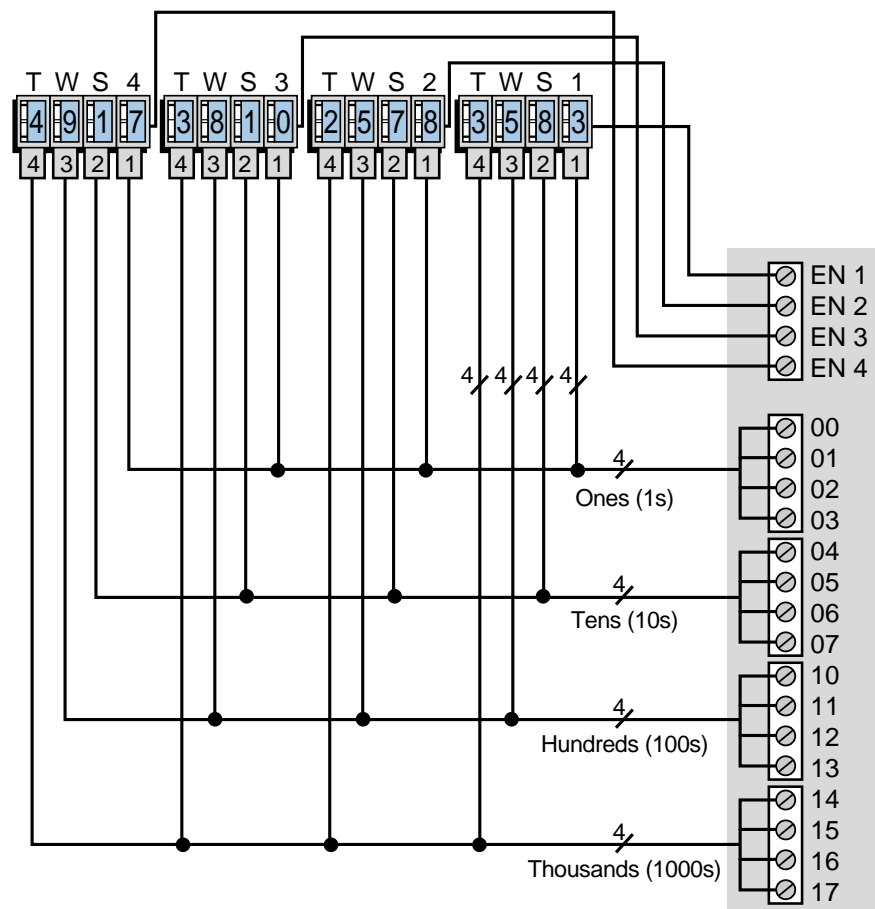 T W S 4 T W S 3 T W S 2 T W S 1
4 9 1 7 3 8 1 0 2 5 7 8 3 5 8 3
4 3 2 1 4 3 2 1 4 3 2 1 4 3 2 1
EN 1
EN 2
EN 3
EN 4
4 4 4 4
00
01
02
03
4
Ones (1s)
04
05
06
07
4
Tens (10s)
10
11
12
13
4
Hundreds (100s)
14
15
16
17
4
Thousands (1000s)